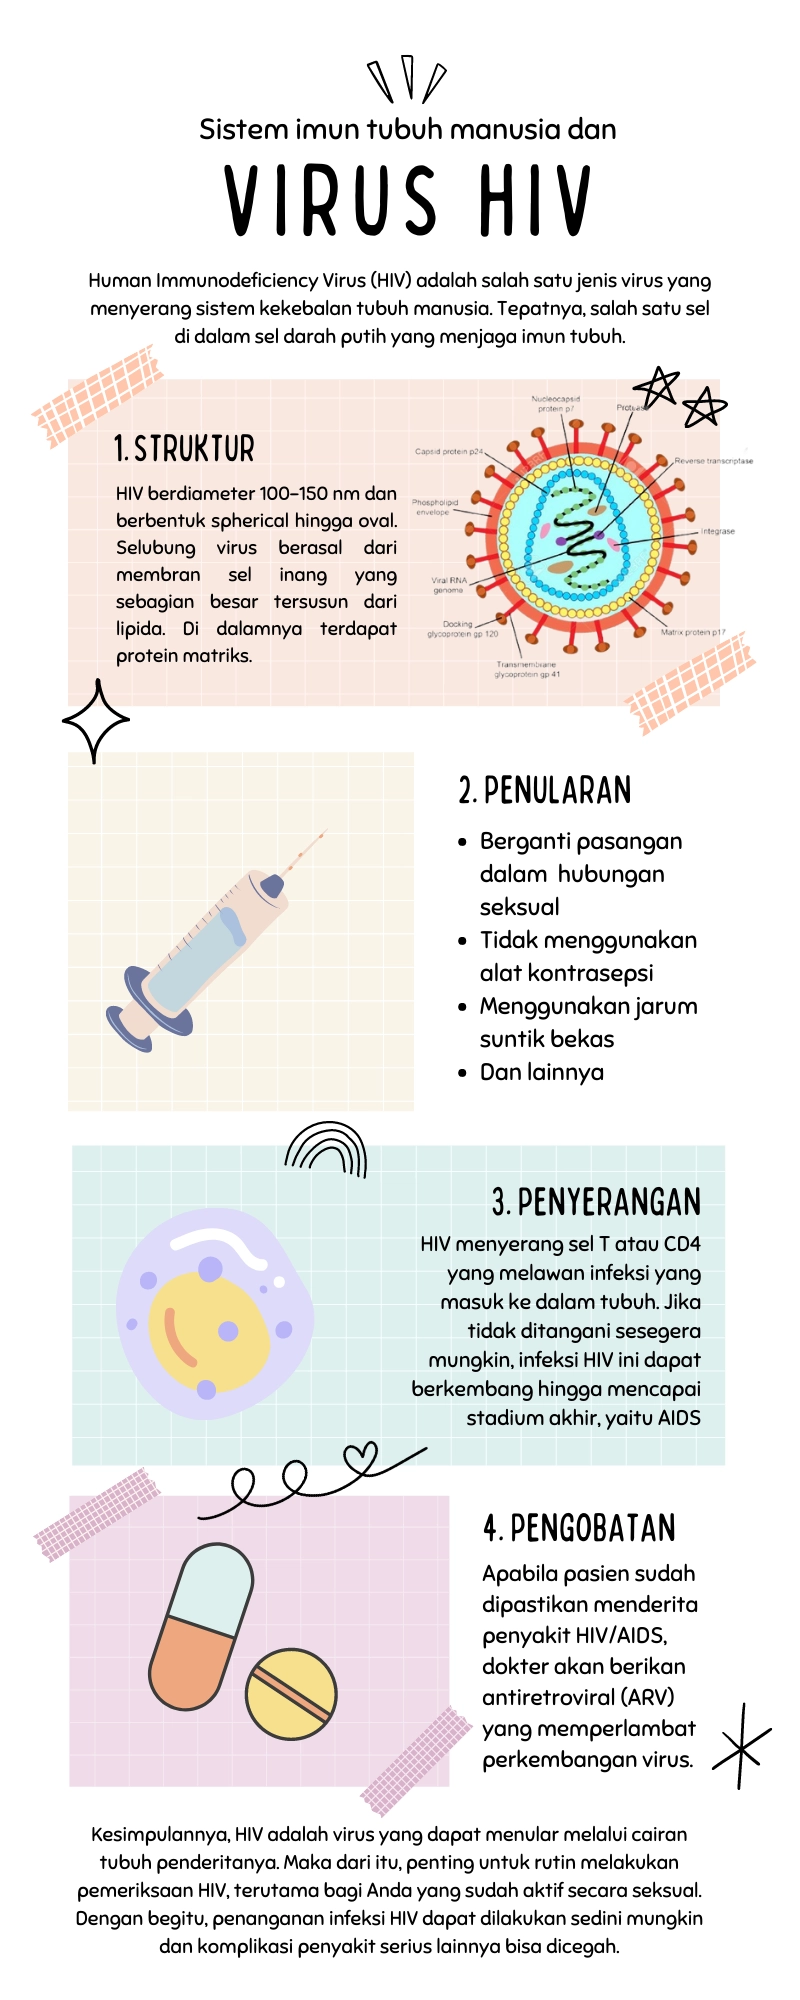 Sistem imun tubuh manusia dan
VIRUS HIV
Human Immunodeficiency Virus (HIV) adalah salah satu jenis virus yang
menyerang sistem kekebalan tubuh manusia. Tepatnya, salah satu sel
di dalam sel darah putih yang menjaga imun tubuh.
1. STRUKTUR
HIV berdiameter 100-150 nm dan
berbentuk spherical hingga oval.
Selubung virus berasal dari
membran sel inang yang
sebagian besar tersusun dari
lipida. Di dalamnya terdapat
protein matriks.
Nucleocapsid
protein p7
Protease
Capsid protein p24
Reverse transcriptase
Phospholipid
envelope
Integrase
Viral RNA
genome
Docking
glycoprotein gp 120
Matrix protein p17
Transmembrane
glycoprotein gp 41
2. PENULARAN
• Berganti pasangan
dalam hubungan
seksual
• Tidak menggunakan
alat kontrasepsi
• Menggunakan jarum
suntik bekas
• Dan lainnya
3. PENYERANGAN
HIV menyerang sel T atau CD4
yang melawan infeksi yang
masuk ke dalam tubuh. Jika
tidak ditangani sesegera
mungkin, infeksi HIV ini dapat
berkembang hingga mencapai
stadium akhir, yaitu AIDS
4. PENGOBATAN
Apabila pasien sudah
dipastikan menderita
penyakit HIV/AIDS,
dokter akan berikan
antiretroviral (ARV)
yang memperlambat
perkembangan virus.
Kesimpulannya, HIV adalah virus yang dapat menular melalui cairan
tubuh penderitanya. Maka dari itu, penting untuk rutin melakukan
pemeriksaan HIV, terutama bagi Anda yang sudah aktif secara seksual.
Dengan begitu, penanganan infeksi HIV dapat dilakukan sedini mungkin
dan komplikasi penyakit serius lainnya bisa dicegah.